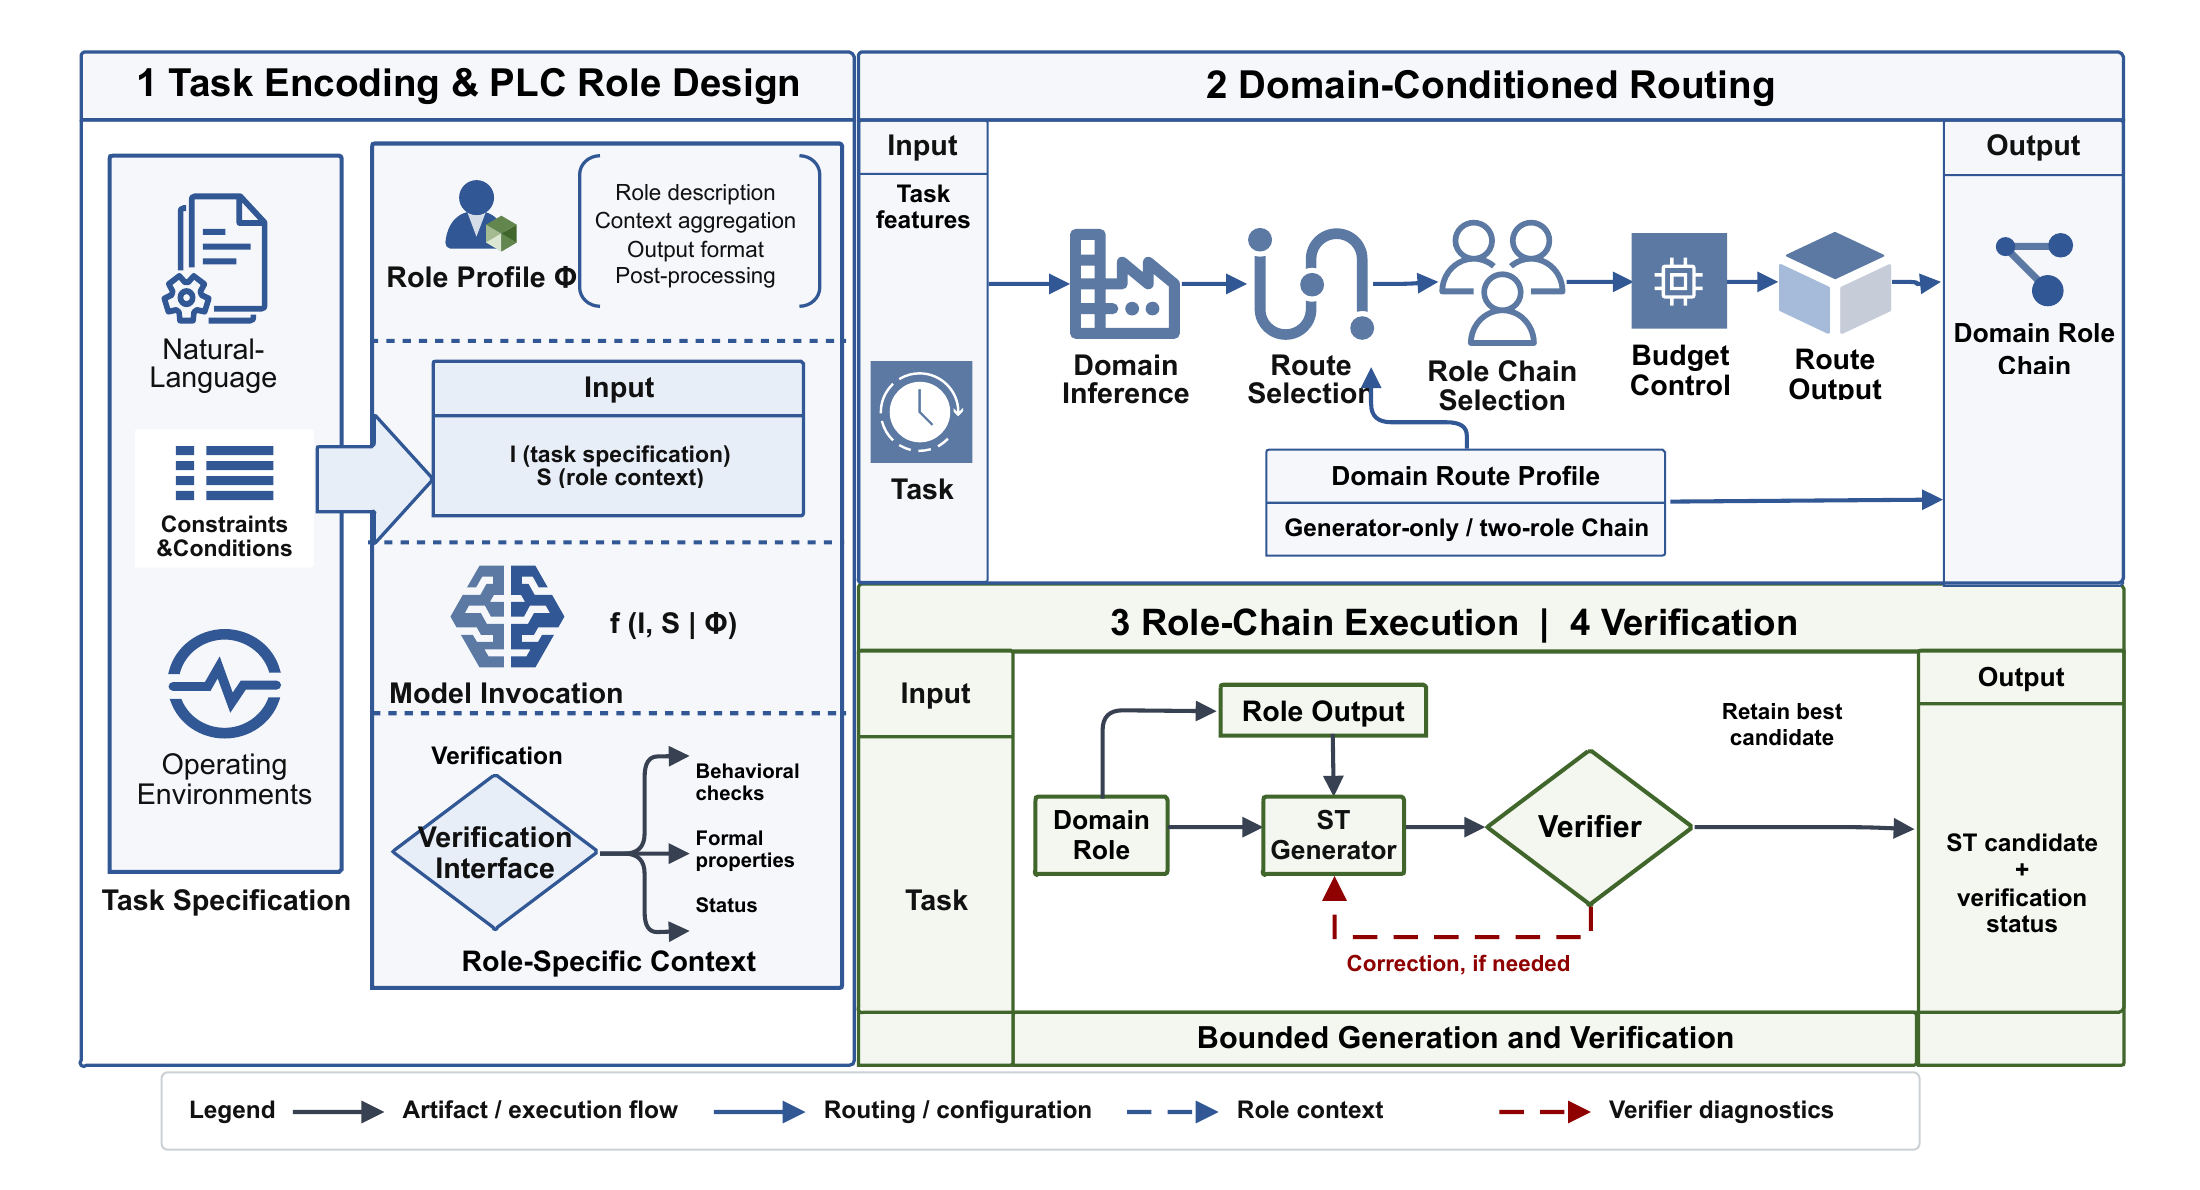 1 Task Encoding & PLC Role Design
Natural-
Language
Constraints
&Conditions
Operating
Environments
Task Specification
Role Profile Φ
Role description
Context aggregation
Output format
Post-processing
Input
I (task specification)
S (role context)
f (I, S | Φ)
Model Invocation
Verification
Verification
Interface
Behavioral
checks
Formal
properties
Status
Role-Specific Context
2 Domain-Conditioned Routing
Input
Task
features
Task
Domain
Inference
Route
Selection
Role Chain
Selection
Budget
Control
Route
Output
Domain Route Profile
Generator-only / two-role Chain
Output
Domain Role
Chain
3 Role-Chain Execution | 4 Verification
Input
Task
Role Output
Domain
Role
ST
Generator
Verifier
Retain best
candidate
Correction, if needed
Output
ST candidate
+
verification
status
Bounded Generation and Verification
Legend
Artifact / execution flow
Routing / configuration
Role context
Verifier diagnostics